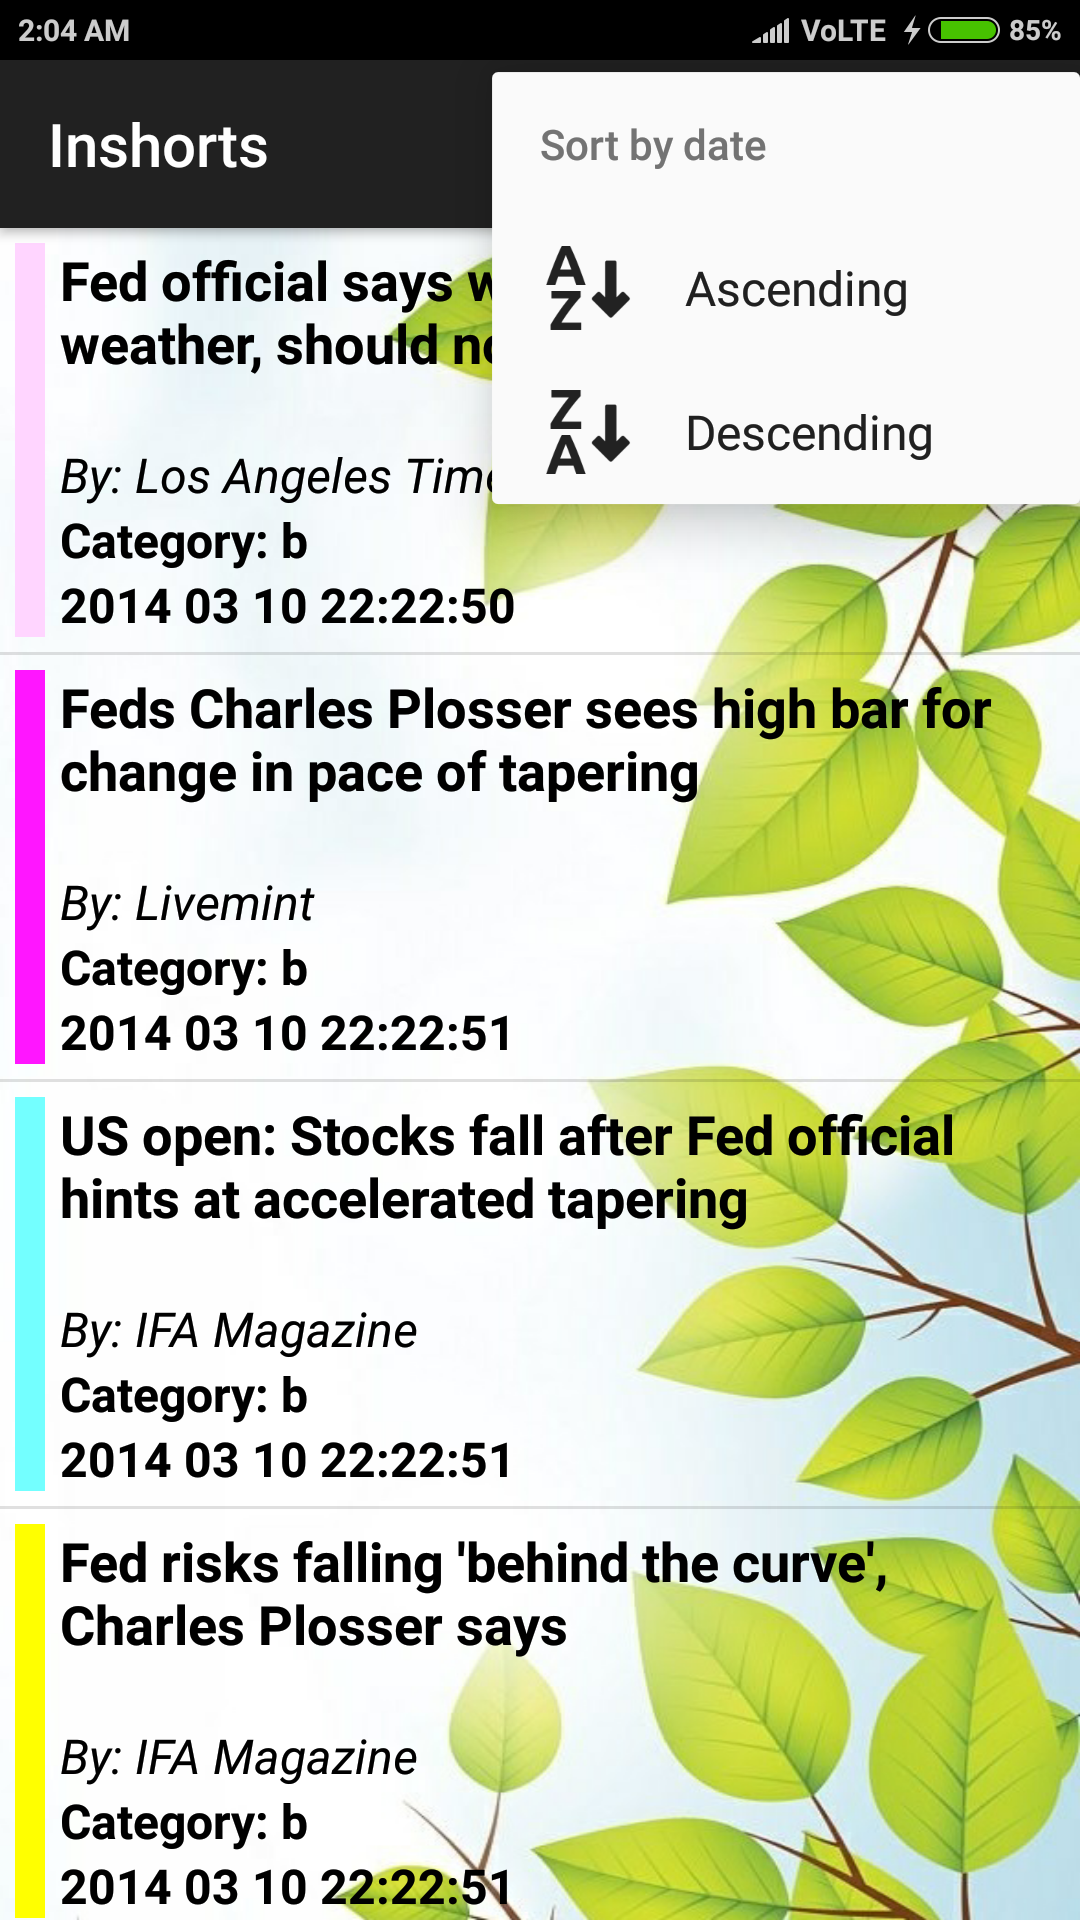 2:04 AM VoLTE 85%
Inshorts
Sort by date
Ascending
Descending
Fed official says
weather, should
By: Los Angeles
Category: b
2014 03 10 22:22:50
Feds Charles Plosser sees high bar for
change in pace of tapering
By: Livemint
Category: b
2014 03 10 22:22:51
US open: Stocks fall after Fed official
hints at accelerated tapering
By: IFA Magazine
Category: b
2014 03 10 22:22:51
Fed risks falling 'behind the curve',
Charles Plosser says
By: IFA Magazine
Category: b
2014 03 10 22:22:51